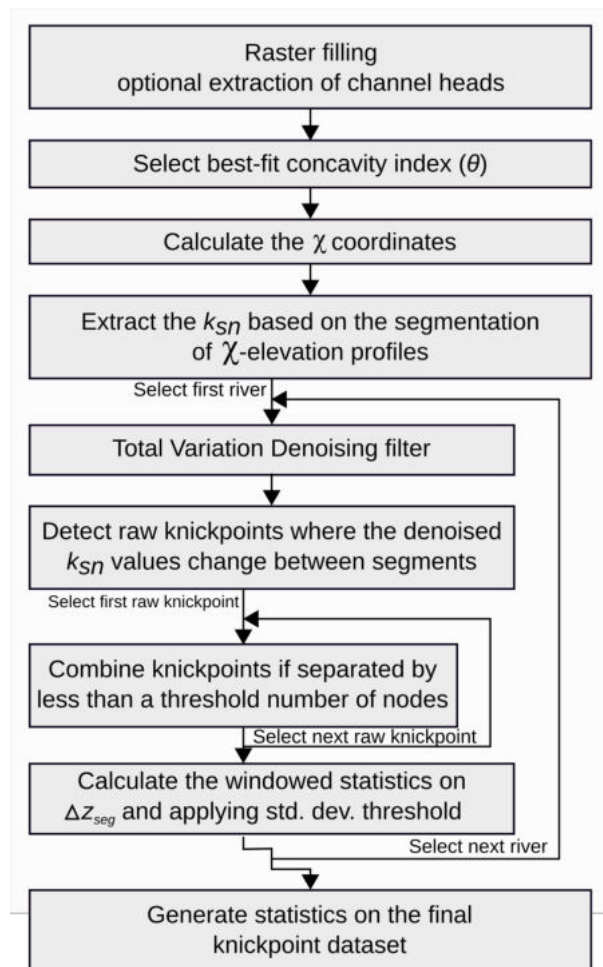 Raster filling
optional extraction of channel heads
Select best-fit concavity index (θ)
Calculate the χ coordinates
Extract the ksn based on the segmentation
of χ-elevation profiles
Select first river
Total Variation Denoising filter
Detect raw knickpoints where the denoised
ksn values change between segments
Select first raw knickpoint
Combine knickpoints if separated by
less than a threshold number of nodes
Select next raw knickpoint
Calculate the windowed statistics on
Δzseg and applying std. dev. threshold
Select next river
Generate statistics on the final
knickpoint dataset